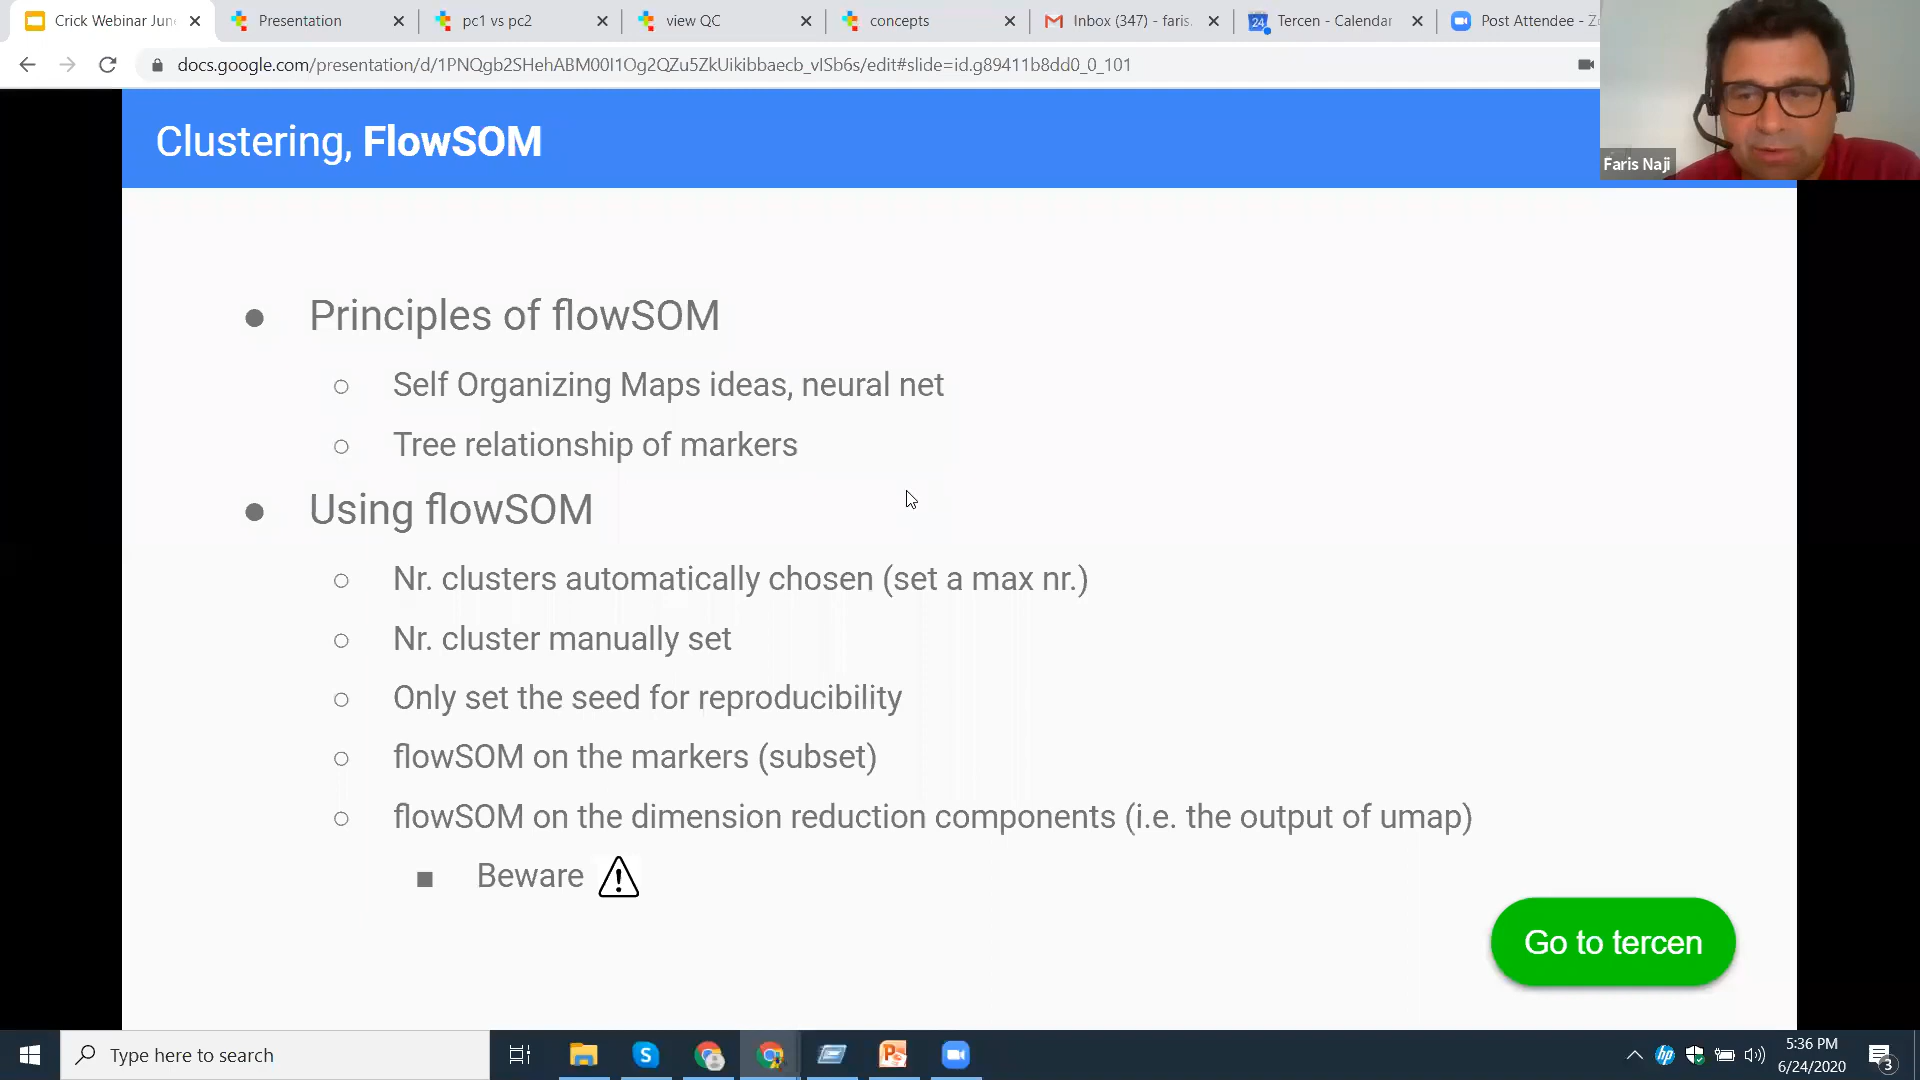 Crick Webinar June
Presentation
pc1 vs pc2
view QC
concepts
Inbox (347) - faris.
24
Tercen - Calendar
Post Attendee - Zo
docs.google.com/presentation/d/
edit#slide=id.g89411b8dd0_0_101
Clustering, FlowSOM
Faris Naji
● Principles of flowSOM
○ Self Organizing Maps ideas, neural net
○ Tree relationship of markers
● Using flowSOM
○ Nr. clusters automatically chosen (set a max nr.)
○ Nr. cluster manually set
○ Only set the seed for reproducibility
○ flowSOM on the markers (subset)
○ flowSOM on the dimension reduction components (i.e. the output of umap)
■ Beware
Go to tercen
Type here to search
5:36 PM
6/24/2020
3